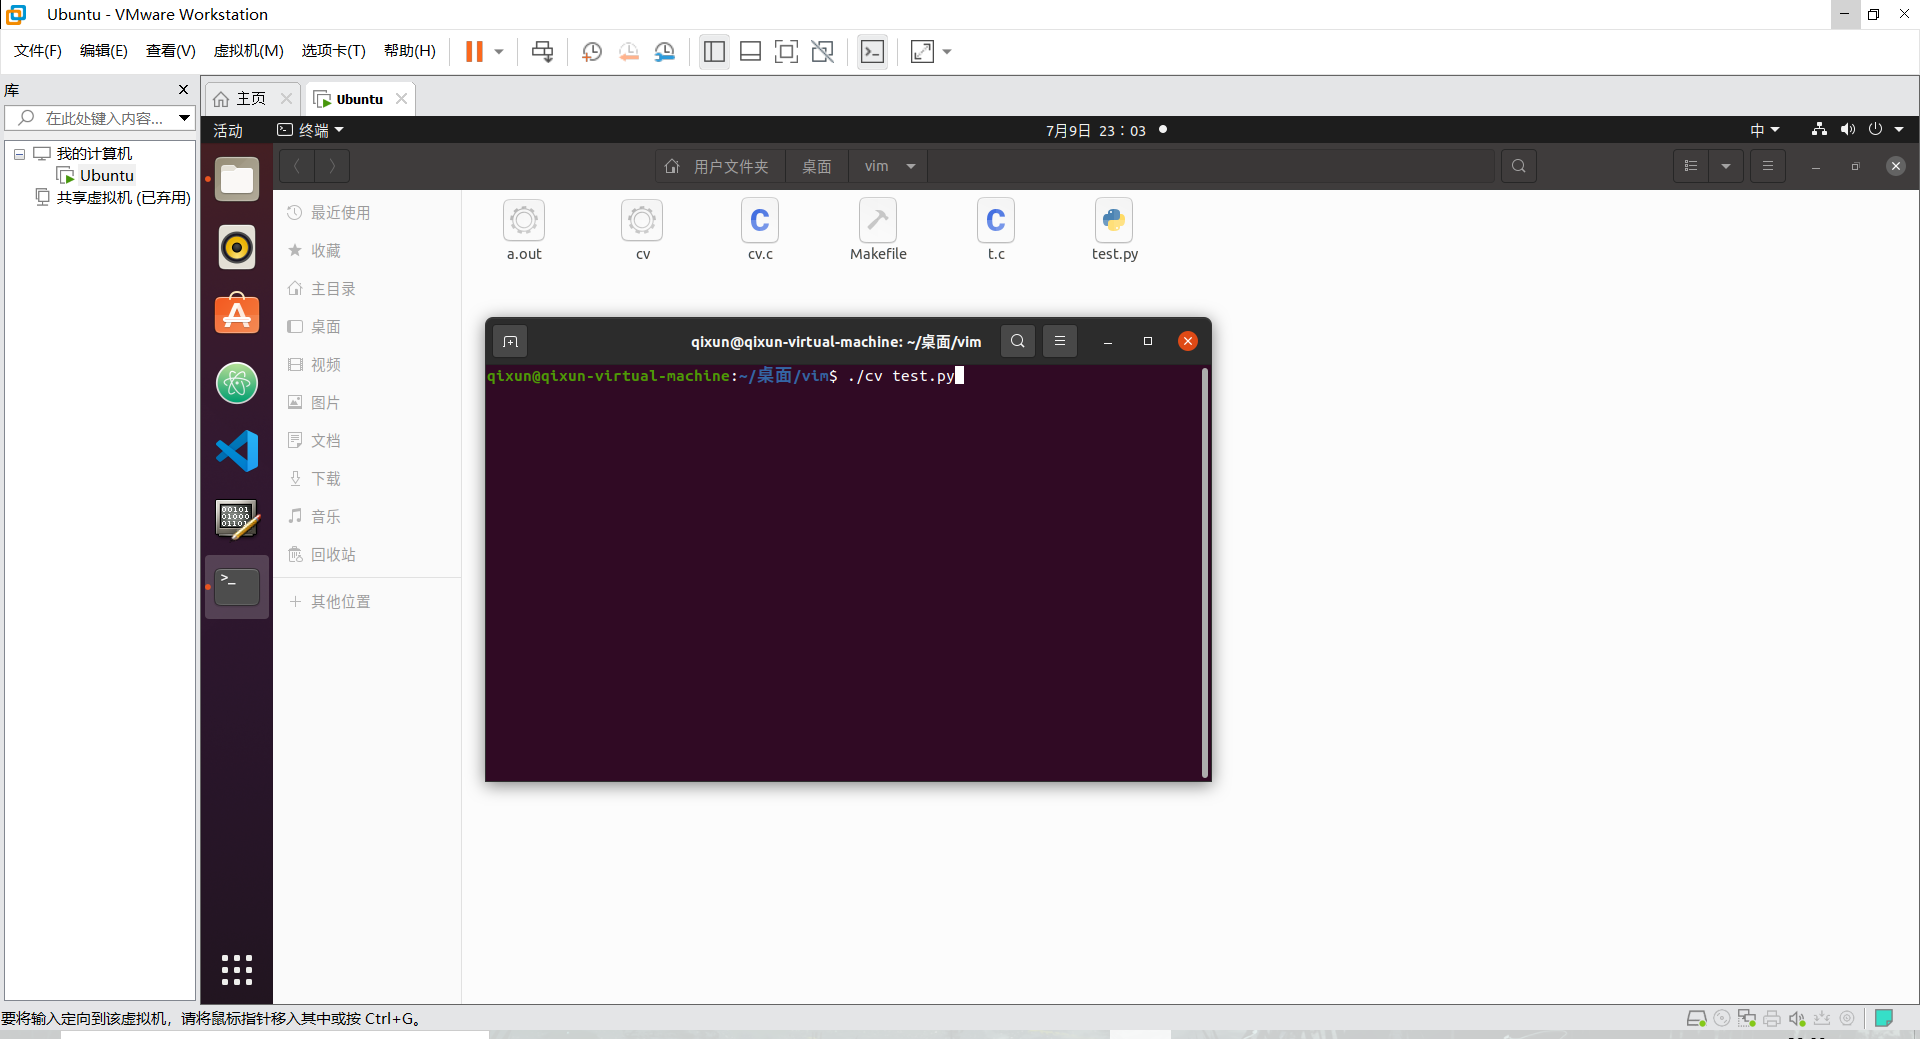 Ubuntu - VMware Workstation
文件(F) 编辑(E) 查看(V) 虚拟机(M) 选项卡(T) 帮助(H)
库
在此处键入内容...
我的计算机
Ubuntu
共享虚拟机 (已弃用)
主页
Ubuntu
活动
终端
7月9日 23：03
中
用户文件夹
桌面
vim
最近使用
收藏
主目录
桌面
视频
图片
文档
下载
音乐
回收站
其他位置
a.out
cv
cv.c
Makefile
t.c
test.py
qixun@qixun-virtual-machine: ~/桌面/vim
qixun@qixun-virtual-machine:~/桌面/vim$ ./cv test.py
要将输入定向到该虚拟机，请将鼠标指针移入其中或按 Ctrl+G。